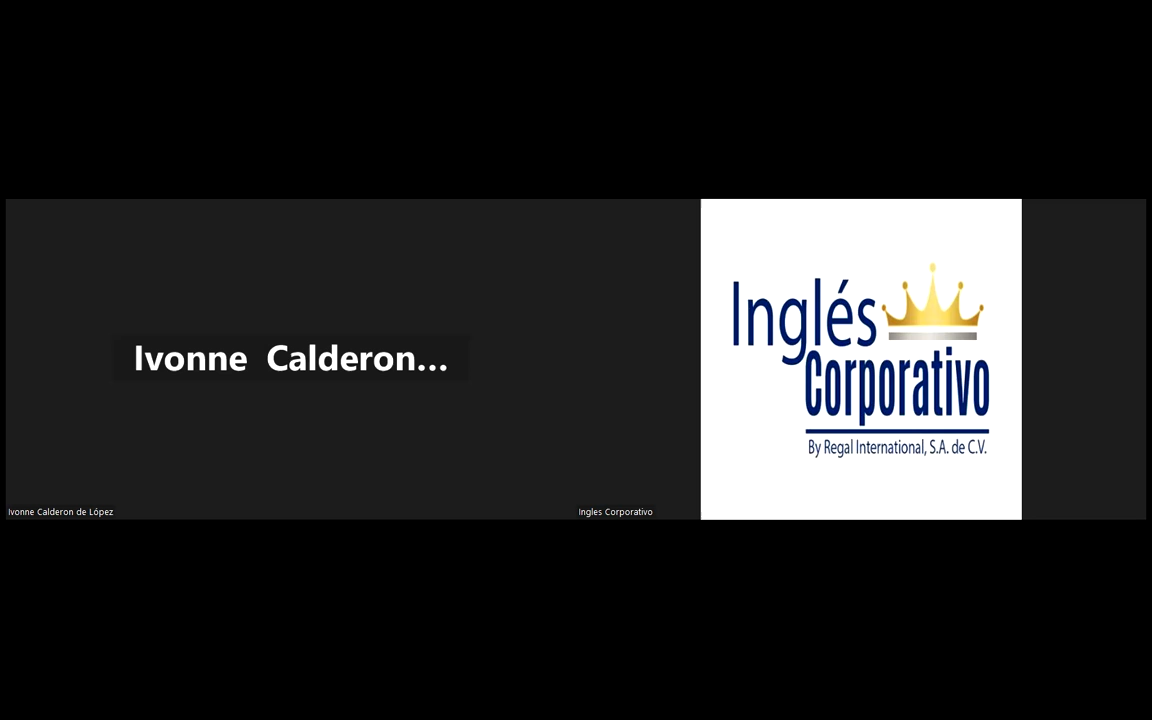 Ivonne Calderon...
Ivonne Calderon de López
Inglés
Corporativo
By Regal International, S.A. de C.V.
Ingles Corporativo